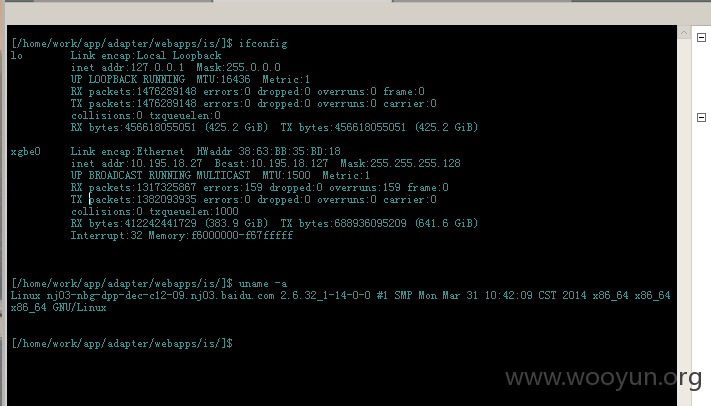 [/home/work/app/adapter/webapps/is/]$ ifconfig
lo Link encap:Local Loopback
inet addr:127.0.0.1 Mask:255.0.0.0
UP LOOPBACK RUNNING MTU:16436 Metric:1
RX packets:1476289148 errors:0 dropped:0 overruns:0 frame:0
TX packets:1476289148 errors:0 dropped:0 overruns:0 carrier:0
collisions:0 txqueuelen:0
RX bytes:456618055051 (425.2 GiB) TX bytes:456618055051 (425.2 GiB)
xgbe0 Link encap:Ethernet HWaddr 38:63:BB:35:BD:18
inet addr:10.195.18.27 Bcast:10.195.18.127 Mask:255.255.255.128
UP BROADCAST RUNNING MULTICAST MTU:1500 Metric:1
RX packets:1317325867 errors:159 dropped:0 overruns:159 frame:0
TX packets:1382093935 errors:0 dropped:0 overruns:0 carrier:0
collisions:0 txqueuelen:1000
RX bytes:412242441729 (383.9 GiB) TX bytes:688936095209 (641.6 GiB)
Interrupt:32 Memory:f6000000-f67fffff
[/home/work/app/adapter/webapps/is/]$ uname -a
Linux nj03-nbg-dpp-dec-c12-09.nj03.baidu.com 2.6.32_1-14-0-0 #1 SMP Mon Mar 31 10:42:09 CST 2014 x86_64 x86_64
x86_64 GNU/Linux
[/home/work/app/adapter/webapps/is/]$
www.wooyun.org